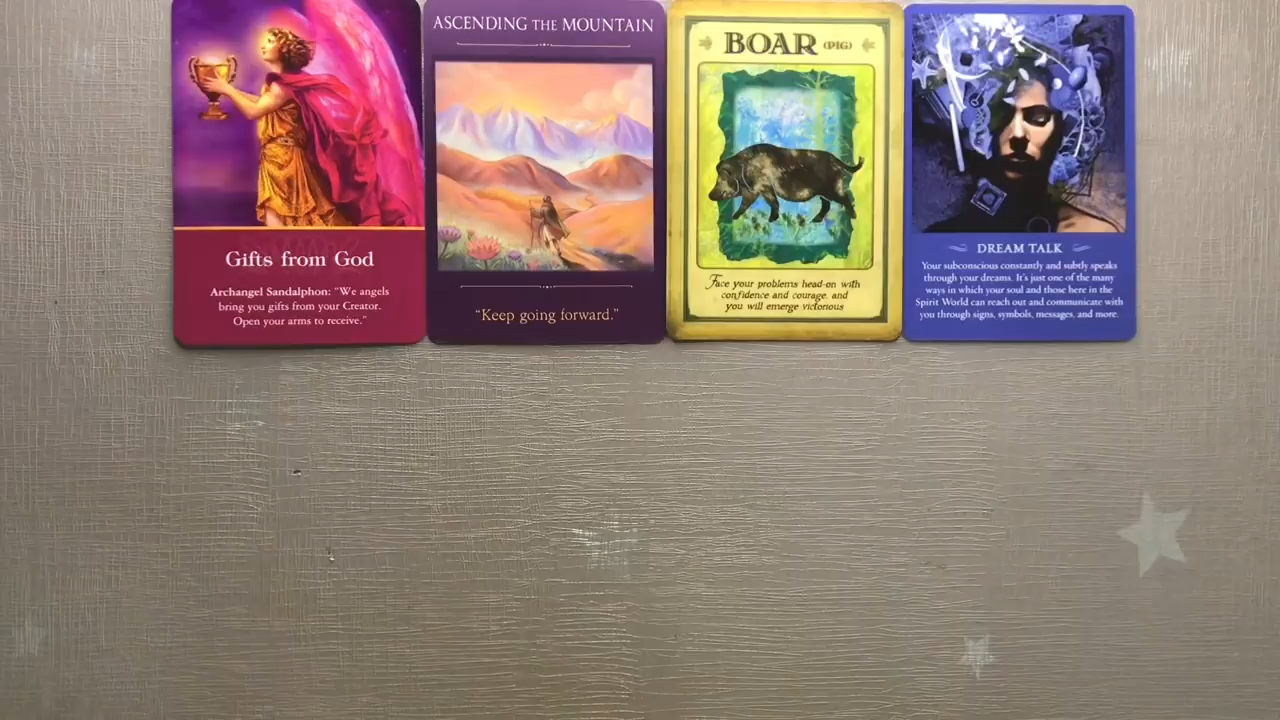 Gifts from God
Archangel Sandalphon: "We angels
bring you gifts from your Creator.
Open your arms to receive."
ASCENDING THE MOUNTAIN
"Keep going forward."
BOAR (PIG)
Face your problems head-on with
confidence and courage, and
you will emerge victorious
DREAM TALK
Your subconscious constantly and subtly speaks
through your dreams. It's just one of the many
ways in which your soul and those here in the
Spirit World can reach out and communicate with
you through signs, symbols, messages, and more.